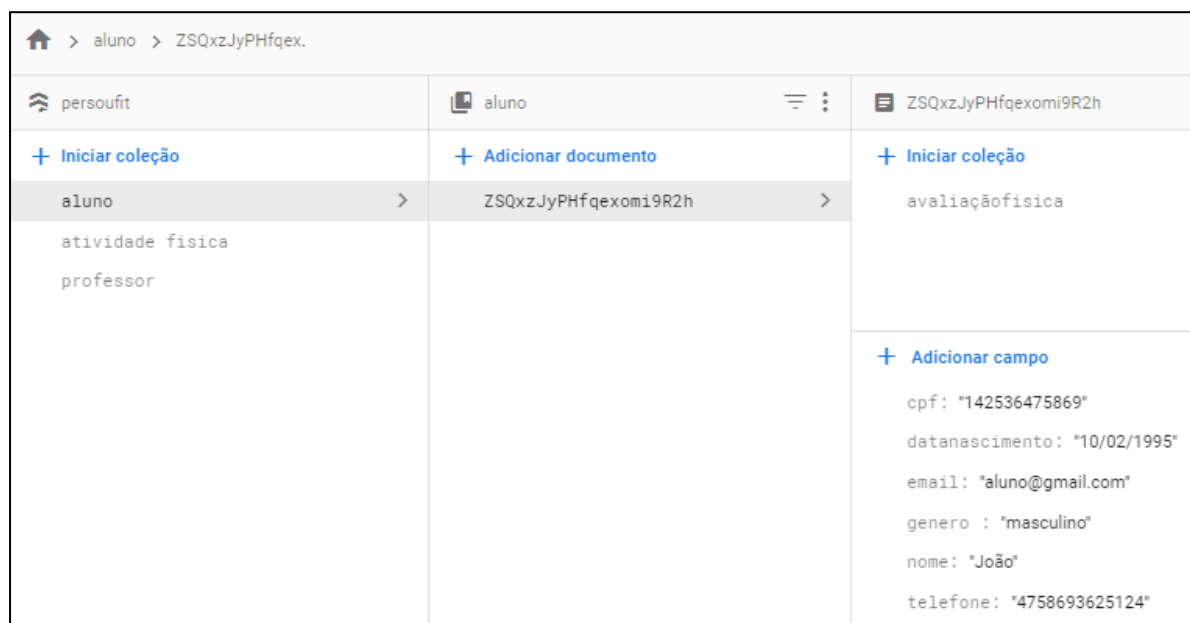 aluno > ZSQxzJyPHfqex.
persoufit
Iniciar coleção
aluno
atividade fisica
professor
aluno
Adicionar documento
ZSQxzJyPHfqexomi9R2h
ZSQxzJyPHfqexomi9R2h
Iniciar coleção
avaliaçãofisica
Adicionar campo
cpf: "142536475869"
datanascimento: "10/02/1995"
email: "aluno@gmail.com"
genero : "masculino"
nome: "João"
telefone: "4758693625124"